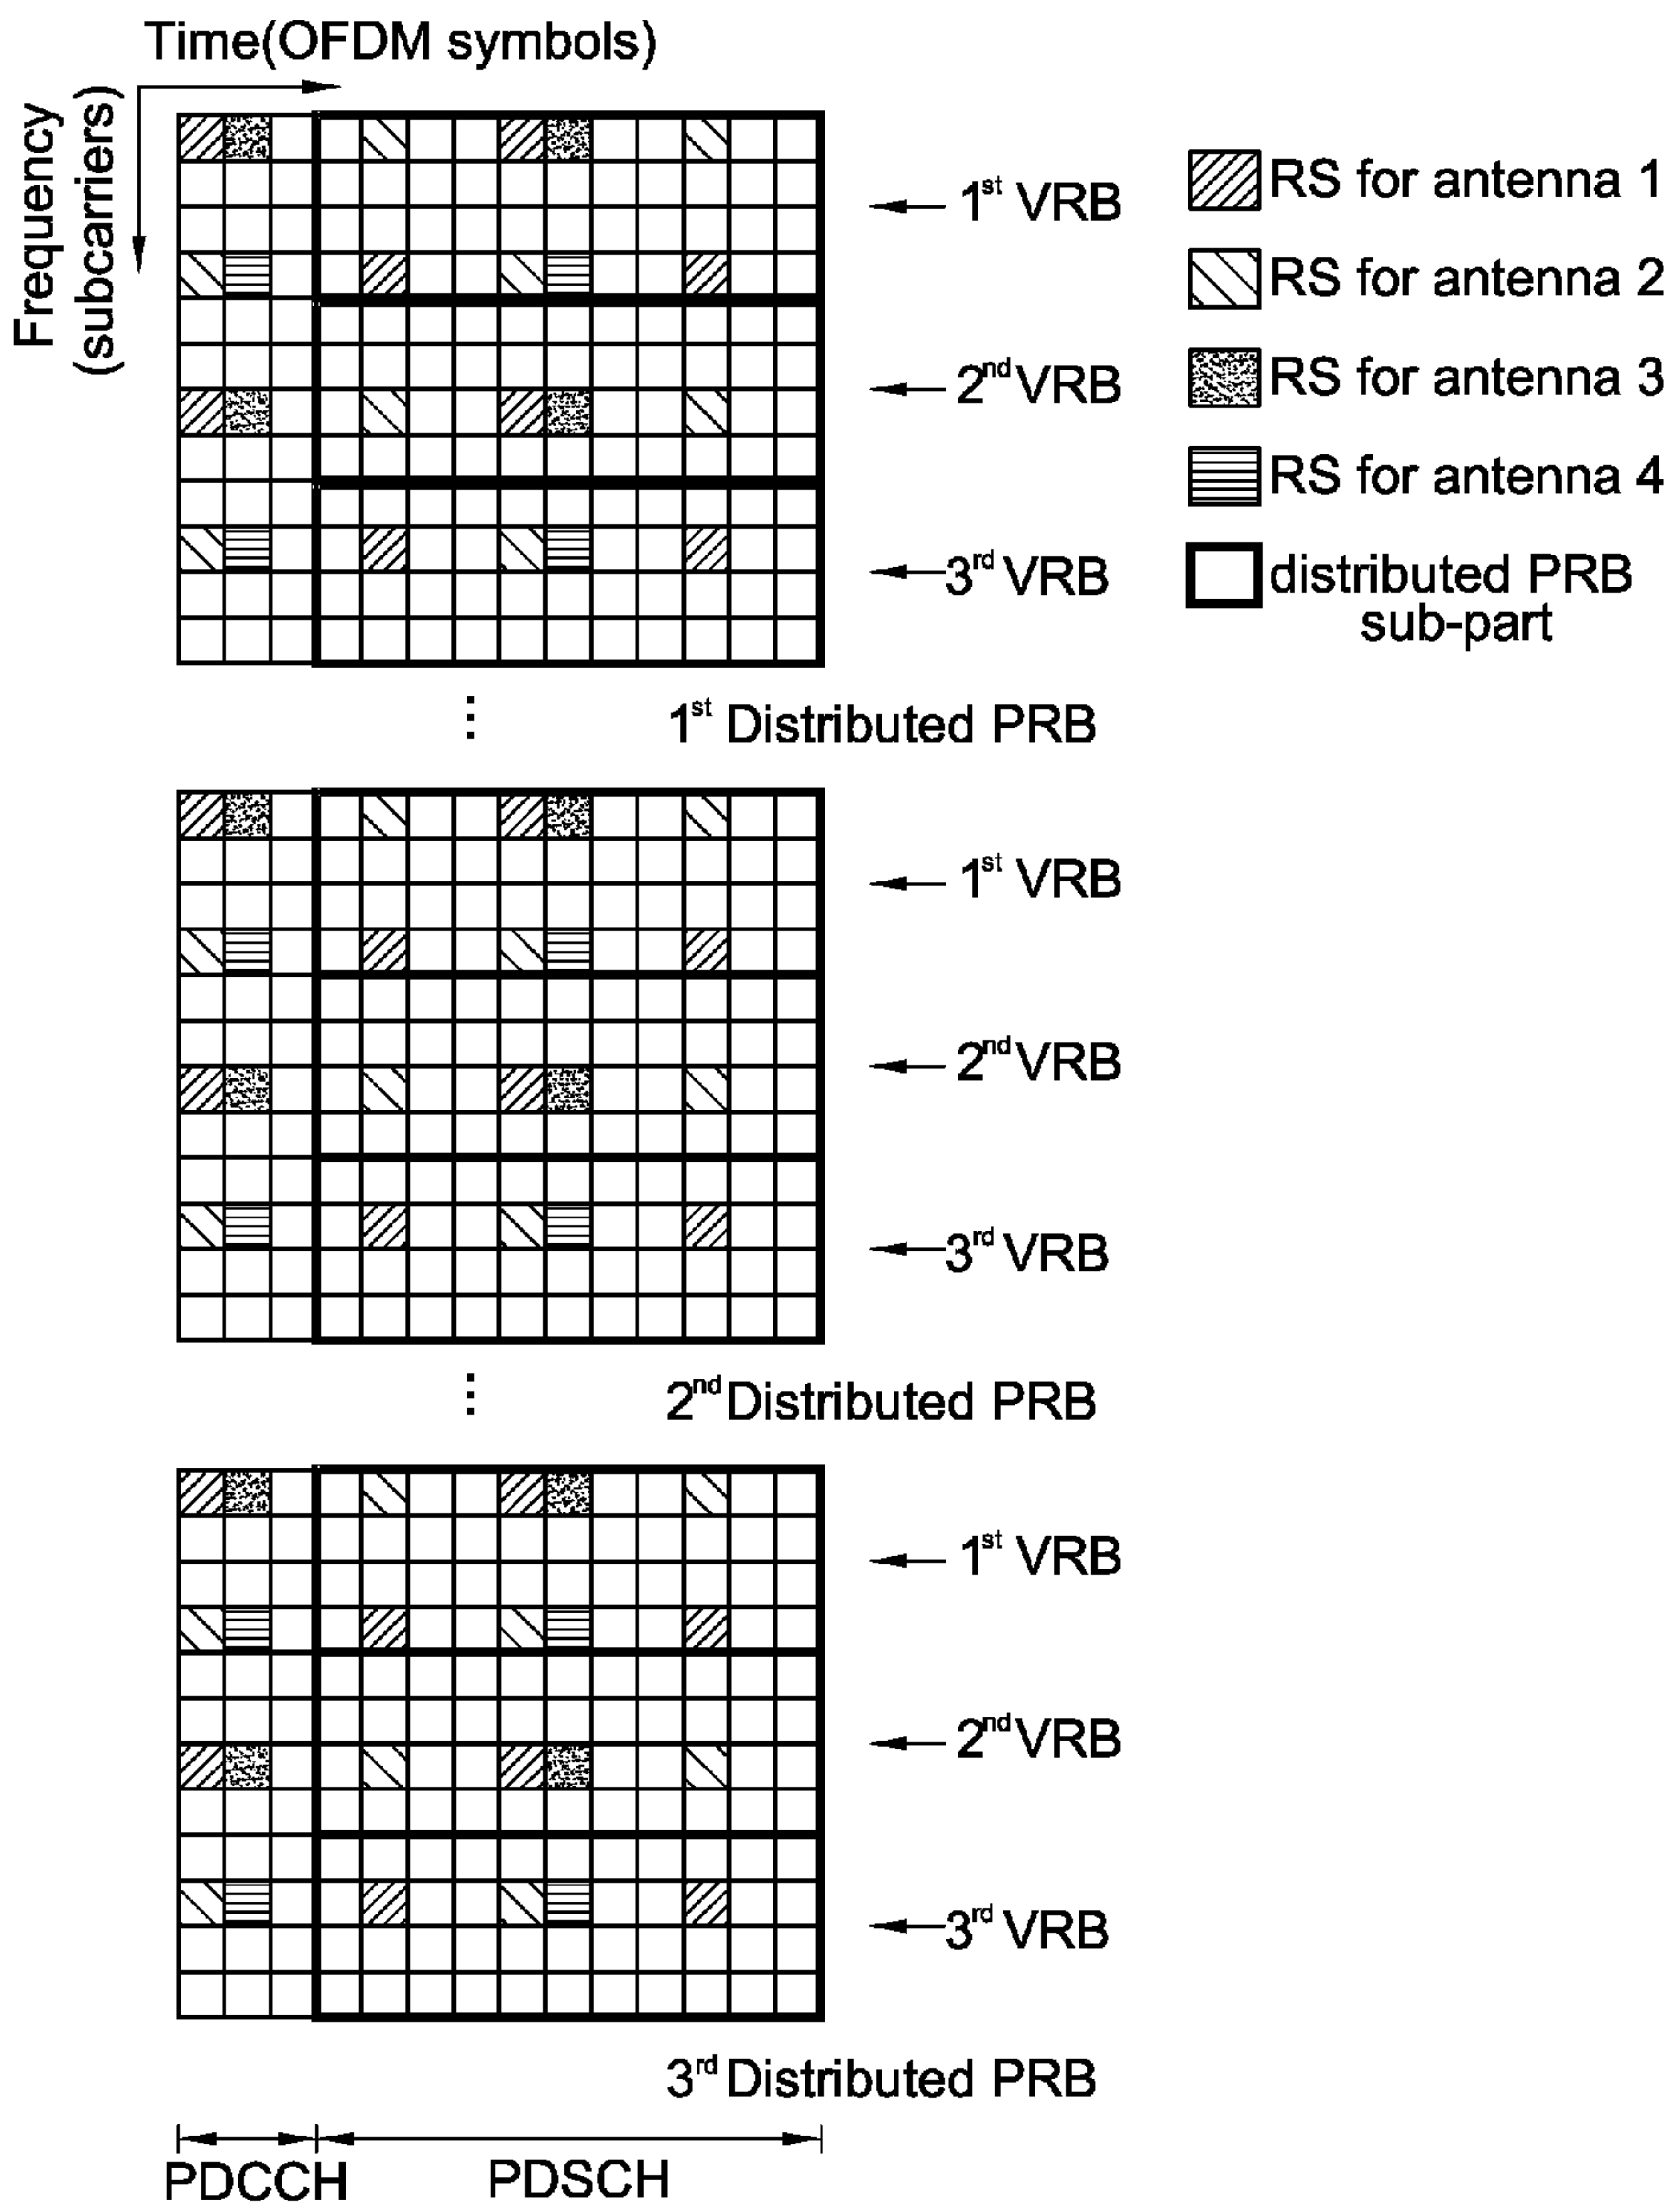 Time(OFDM symbols)
Frequency
(subcarriers)
1st VRB
2nd VRB
3rd VRB
RS for antenna 1
RS for antenna 2
RS for antenna 3
RS for antenna 4
distributed PRB
sub-part
⋮
1st Distributed PRB
1st VRB
2nd VRB
3rd VRB
⋮
2nd Distributed PRB
1st VRB
2nd VRB
3rd VRB
3rd Distributed PRB
PDCCH
PDSCH